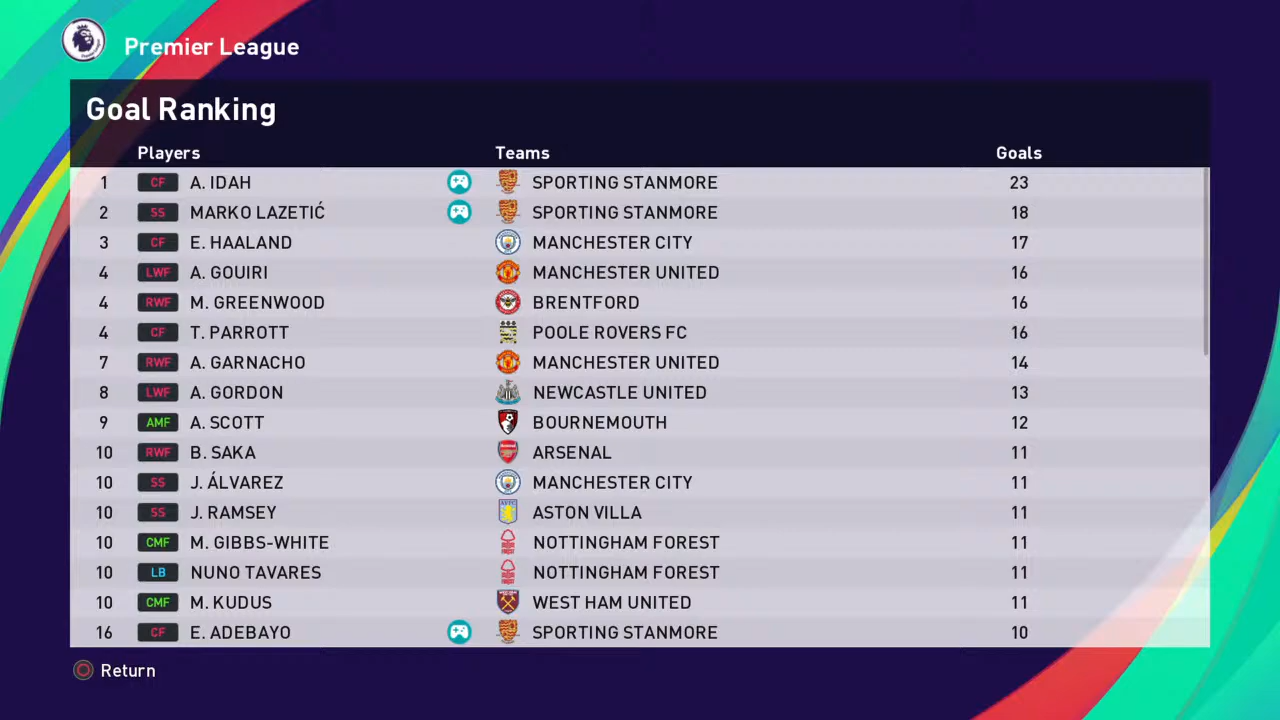 Premier League
Goal Ranking
Players Teams Goals
1 CF A. IDAH SPORTING STANMORE 23
2 SS MARKO LAZETIĆ SPORTING STANMORE 18
3 CF E. HAALAND MANCHESTER CITY 17
4 LWF A. GOUIRI MANCHESTER UNITED 16
4 RWF M. GREENWOOD BRENTFORD 16
4 CF T. PARROTT POOLE ROVERS FC 16
7 RWF A. GARNACHO MANCHESTER UNITED 14
8 LWF A. GORDON NEWCASTLE UNITED 13
9 AMF A. SCOTT BOURNEMOUTH 12
10 RWF B. SAKA ARSENAL 11
10 SS J. ÁLVAREZ MANCHESTER CITY 11
10 SS J. RAMSEY ASTON VILLA 11
10 CMF M. GIBBS-WHITE NOTTINGHAM FOREST 11
10 LB NUNO TAVARES NOTTINGHAM FOREST 11
10 CMF M. KUDUS WEST HAM UNITED 11
16 CF E. ADEBAYO SPORTING STANMORE 10
Return